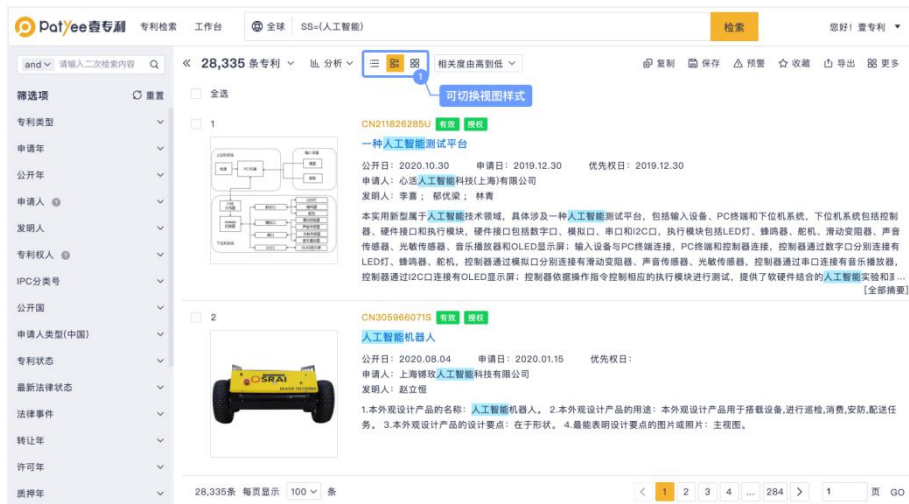 Patyee壹专利 专利检索 工作台 全球 SS=(人工智能) 检索 您好！壹专利
and 请输入二次检索内容
28,335 条专利 分析 相关度由高到低 复制 保存 预警 收藏 导出 更多
1
可切换视图样式
筛选项 重置
专利类型
申请年
公开年
申请人
发明人
专利权人
IPC分类号
公开国
申请人类型(中国)
专利状态
最新法律状态
法律事件
转让年
许可年
质押年
全选
1
CN211826285U 有效 授权
一种人工智能测试平台
公开日：2020.10.30 申请日：2019.12.30 优先权日：2019.12.30
申请人：心活人工智能科技(上海)有限公司
发明人：李喜； 郁优梁； 林青
本实用新型属于人工智能技术领域，具体涉及一种人工智能测试平台，包括输入设备、PC终端和下位机系统，下位机系统包括控制
器、硬件接口和执行模块，硬件接口包括数字口、模拟口、串口和I2C口，执行模块包括LED灯、蜂鸣器、舵机、滑动变阻器、声音
传感器、光敏传感器、音乐播放器和OLED显示屏；输入设备与PC终端连接，PC终端和控制器连接，控制器通过数字口分别连接有
LED灯、蜂鸣器、舵机，控制器通过模拟口分别连接有滑动变阻器、声音传感器、光敏传感器，控制器通过串口连接有音乐播放器，
控制器通过I2C口连接有OLED显示屏；控制器依据操作指令控制相应的执行模块进行测试，提供了软硬件结合的人工智能实验和...
[全部摘要]
2
CN305966071S 有效 授权
人工智能机器人
公开日：2020.08.04 申请日：2020.01.15 优先权日：
申请人：上海锵玫人工智能科技有限公司
发明人：赵立恒
1.本外观设计产品的名称：人工智能机器人。 2.本外观设计产品的用途：本外观设计产品用于搭载设备,进行巡检,消费,安防,配送任
务。 3.本外观设计产品的设计要点：在于形状。 4.最能表明设计要点的图片或照片：主视图。
OSRAI
28,335条 每页显示 100 条
1 2 3 4 ... 284 1 页 GO